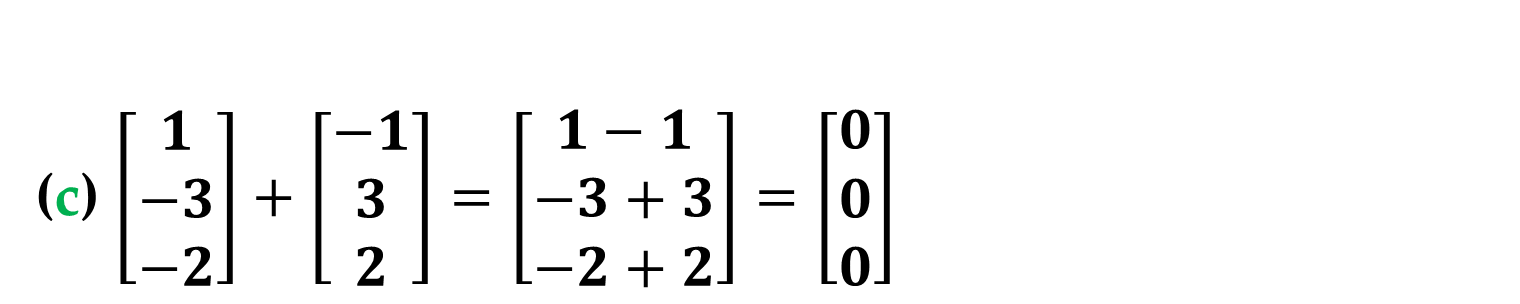 (c) [1 −3 −2] + [−1 3 2] = [1 − 1 −3 + 3 −2 + 2] = [0 0 0]